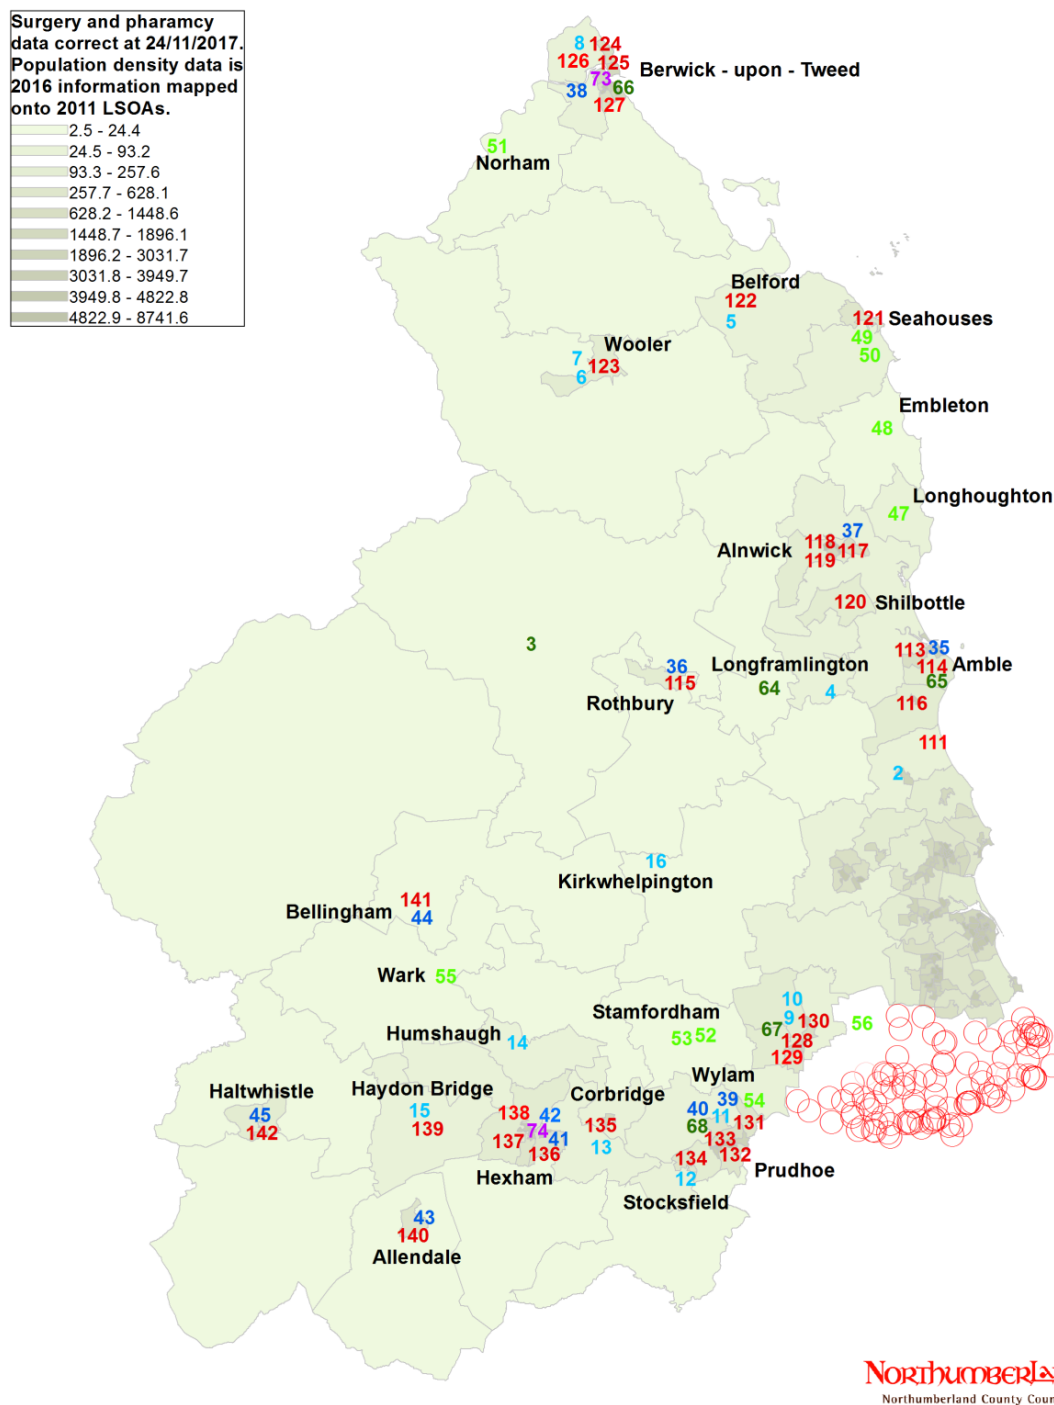 Surgery and pharamcy
data correct at 24/11/2017.
Population density data is
2016 information mapped
onto 2011 LSOAs.
2.5 - 24.4
24.5 - 93.2
93.3 - 257.6
257.7 - 628.1
628.2 - 1448.6
1448.7 - 1896.1
1896.2 - 3031.7
3031.8 - 3949.7
3949.8 - 4822.8
4822.9 - 8741.6
8 124
126 125
73 Berwick - upon - Tweed
38 66
127
51
Norham
Belford
122
5
121 Seahouses
49
50
Wooler
7 123
6
Embleton
48
Longhoughton
47
37
118
Alnwick 117
119
120 Shilbottle
3
113 35
114 Amble
65
116
36 Longframlington
115 64 4
Rothbury
111
2
16
Kirkwhelpington
141
Bellingham 44
Wark 55
10
Stamfordham 9 130 56
53 52 67 128
129
Humshaugh 14
Wylam
Haltwhistle
45
142
Haydon Bridge
15
139
Corbridge
138 42 135
74
137 41 13
136
Hexham
40 39 54
11
68 131
133
134 132
Prudhoe
12
Stocksfield
43
140
Allendale
NORTHUMBERLA
Northumberland County Coun